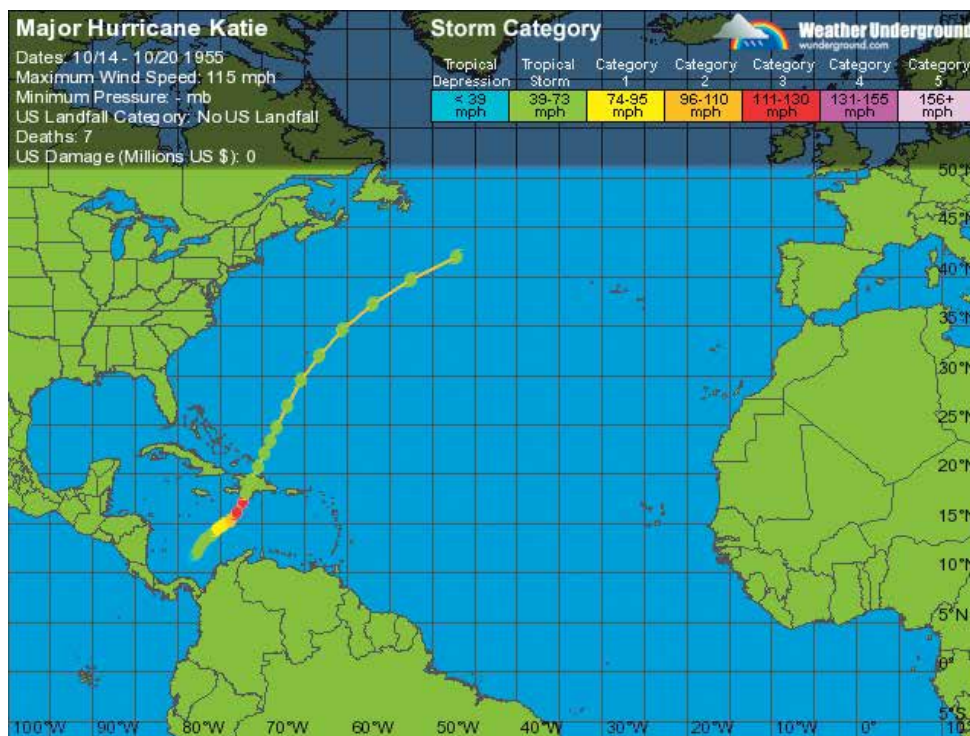 Major Hurricane Katie
Dates: 10/14 - 10/20 1955
Maximum Wind Speed: 115 mph
Minimum Pressure: - mb
US Landfall Category: No US Landfall
Deaths: 7
US Damage (Millions US $): 0
Storm Category
Weather Underground
wunderground.com
Tropical Depression
< 39 mph
Tropical Storm
39-73 mph
Category 1
74-95 mph
Category 2
96-110 mph
Category 3
111-130 mph
Category 4
131-155 mph
Category 5
156+ mph
50°N
45°N
40°N
35°N
30°N
25°N
20°N
15°N
10°N
5°N
0°
5°S
100°W 90°W 80°W 70°W 60°W 50°W 40°W 30°W 20°W 10°W 0° 10°